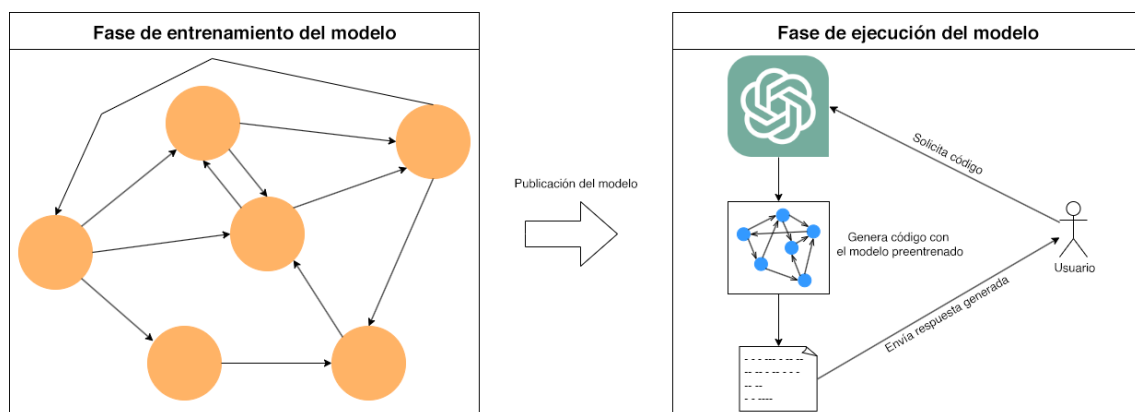 Fase de entrenamiento del modelo
Publicación del modelo
Fase de ejecución del modelo
Solicita código
Genera código con
el modelo preentrenado
Usuario
Envía respuesta generada